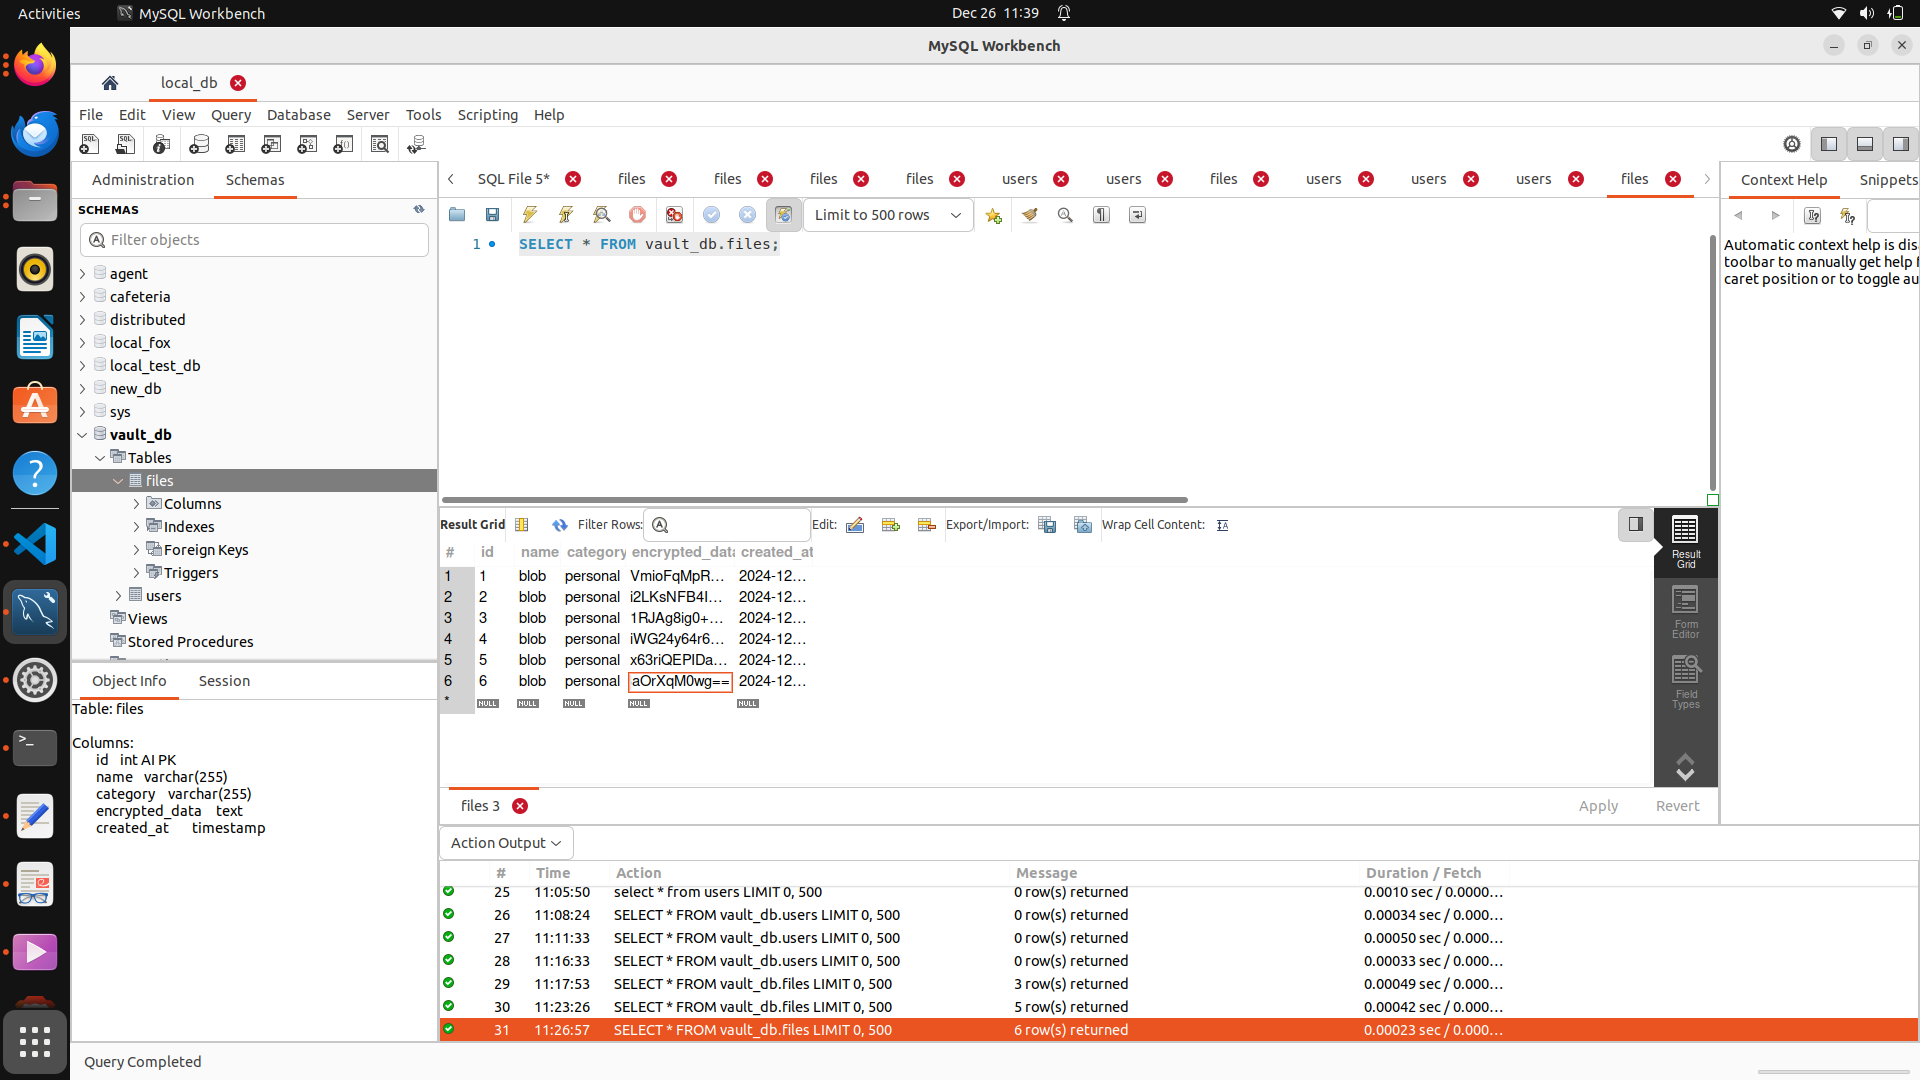 Activities
MySQL Workbench
Dec 26 11:39
MySQL Workbench
local_db
File Edit View Query Database Server Tools Scripting Help
Administration Schemas
SQL File 5* files files files files users users files users users users files
Context Help Snippets
SCHEMAS
Filter objects
Limit to 500 rows
1 SELECT * FROM vault_db.files;
Automatic context help is dis
toolbar to manually get help f
caret position or to toggle au
agent
cafeteria
distributed
local_fox
local_test_db
new_db
sys
vault_db
Tables
files
Columns
Indexes
Foreign Keys
Triggers
users
Views
Stored Procedures
Result Grid Filter Rows: Edit: Export/Import: Wrap Cell Content:
# id name category encrypted_data created_at
1 1 blob personal VmioFqMpR... 2024-12...
2 2 blob personal i2LKsNFB4I... 2024-12...
3 3 blob personal 1RJAg8ig0+... 2024-12...
4 4 blob personal iWG24y64r6... 2024-12...
5 5 blob personal x63riQEPIDa... 2024-12...
6 6 blob personal aOrXqM0wg== 2024-12...
* NULL NULL NULL NULL NULL
Result
Grid
Form
Editor
Field
Types
Object Info Session
Table: files
Columns:
id int AI PK
name varchar(255)
category varchar(255)
encrypted_data text
created_at timestamp
files 3
Apply Revert
Action Output
# Time Action Message Duration / Fetch
25 11:05:50 select * from users LIMIT 0, 500 0 row(s) returned 0.0010 sec / 0.0000...
26 11:08:24 SELECT * FROM vault_db.users LIMIT 0, 500 0 row(s) returned 0.00034 sec / 0.000...
27 11:11:33 SELECT * FROM vault_db.users LIMIT 0, 500 0 row(s) returned 0.00050 sec / 0.000...
28 11:16:33 SELECT * FROM vault_db.users LIMIT 0, 500 0 row(s) returned 0.00033 sec / 0.000...
29 11:17:53 SELECT * FROM vault_db.files LIMIT 0, 500 3 row(s) returned 0.00049 sec / 0.000...
30 11:23:26 SELECT * FROM vault_db.files LIMIT 0, 500 5 row(s) returned 0.00042 sec / 0.000...
31 11:26:57 SELECT * FROM vault_db.files LIMIT 0, 500 6 row(s) returned 0.00023 sec / 0.000...
Query Completed